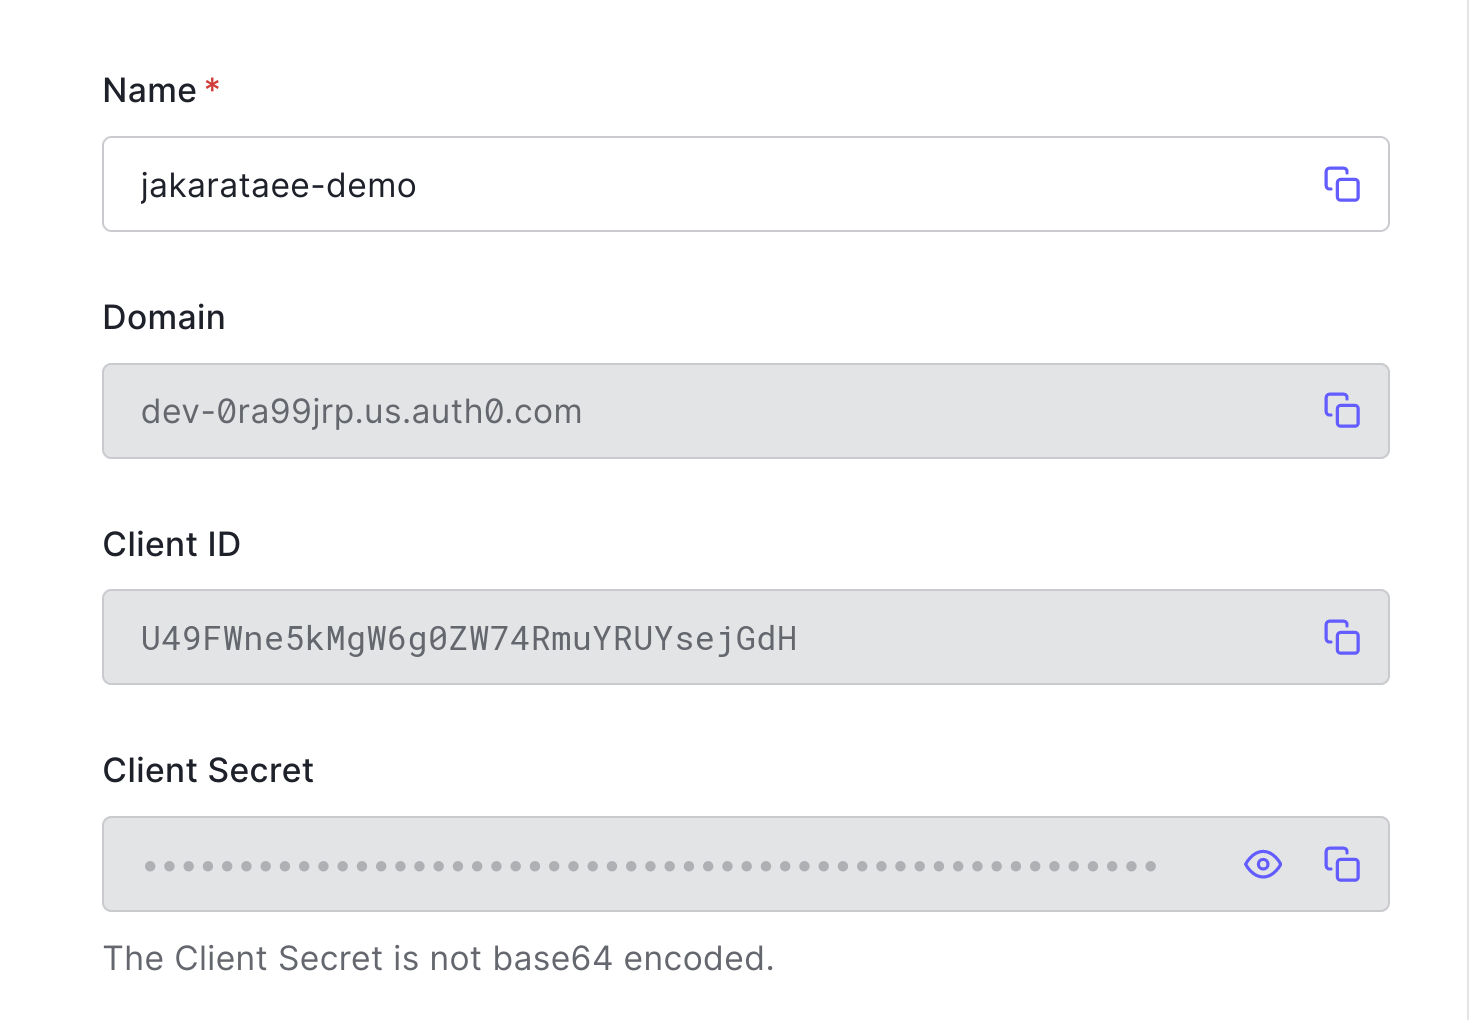 Name *
jakarataee-demo
Domain
dev-0ra99jrp.us.auth0.com
Client ID
U49FWne5kMgW6g0ZW74RmuYRUYsejGdH
Client Secret
•••••••••••••••••••••••••••••••••••••••••••••••••••••
The Client Secret is not base64 encoded.